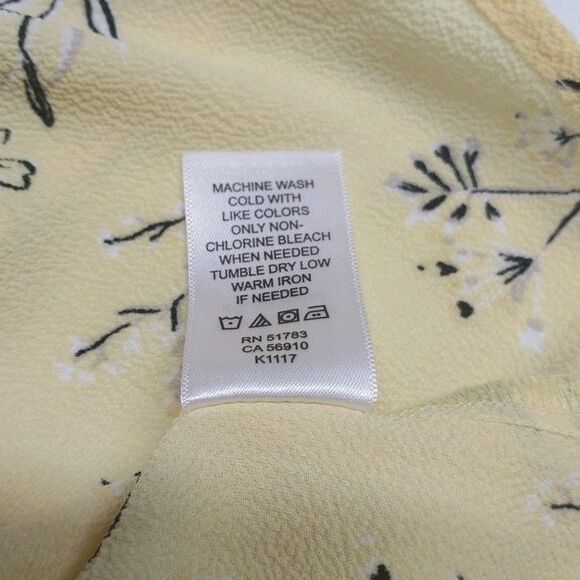 MACHINE WASH
COLD WITH
LIKE COLORS
ONLY NON-
CHLORINE BLEACH
WHEN NEEDED
TUMBLE DRY LOW
WARM IRON
IF NEEDED
RN 51783
CA 56910
K1117